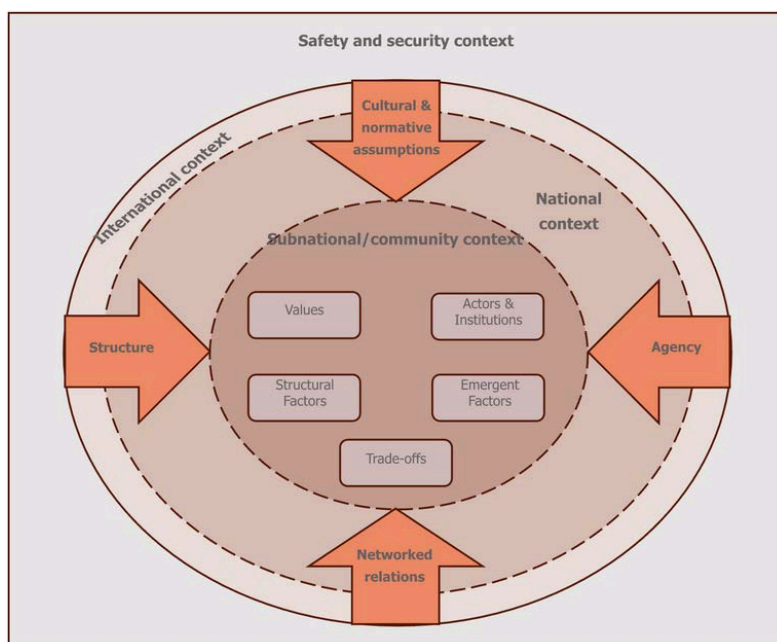 Safety and security context
Cultural &
normative
assumptions
International context
National
context
Subnational/community context
Values
Actors &
Institutions
Structure
Agency
Structural
Factors
Emergent
Factors
Trade-offs
Networked
relations